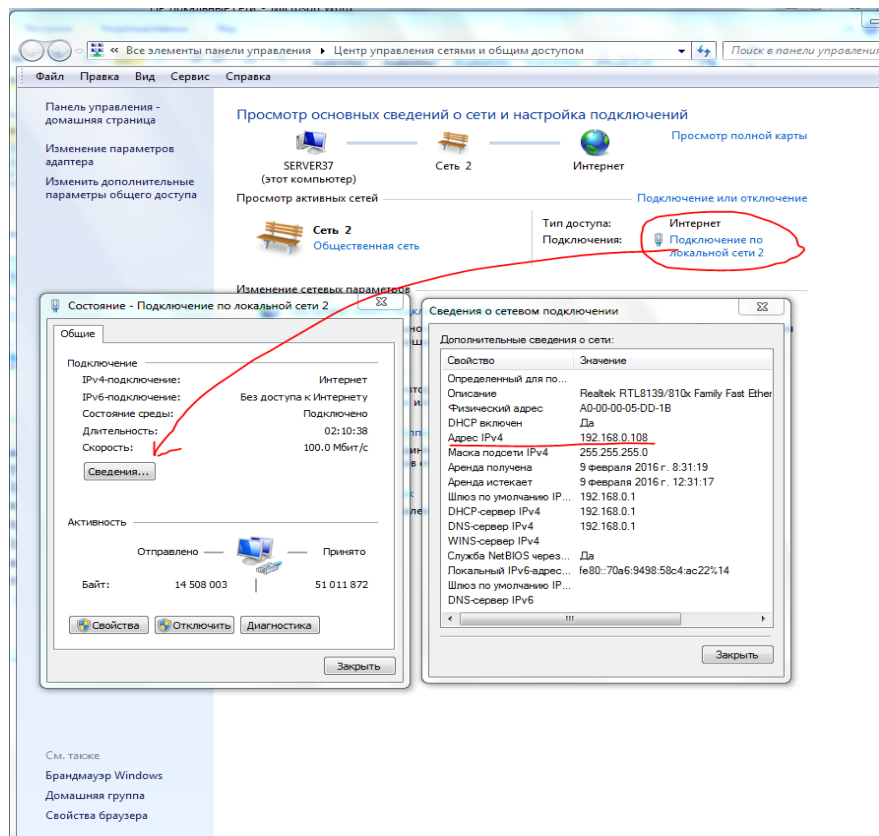 Все элементы панели управления ▸ Центр управления сетями и общим доступом
Поиск в панели управления
Файл Правка Вид Сервис Справка
Панель управления -
домашняя страница
Изменение параметров
адаптера
Изменить дополнительные
параметры общего доступа
Просмотр основных сведений о сети и настройка подключений
Просмотр полной карты
SERVER37
(этот компьютер)
Сеть 2
Интернет
Просмотр активных сетей
Подключение или отключение
Сеть 2
Общественная сеть
Тип доступа: Интернет
Подключения: Подключение по
локальной сети 2
Изменение сетевых параметров
Состояние - Подключение по локальной сети 2
Общие
Подключение
IPv4-подключение: Интернет
IPv6-подключение: Без доступа к Интернету
Состояние среды: Подключено
Длительность: 02:10:38
Скорость: 100.0 Мбит/с
Сведения...
Активность
Отправлено — — Принято
Байт: 14 508 003 51 011 872
Свойства Отключить Диагностика
Закрыть
Сведения о сетевом подключении
Дополнительные сведения о сети:
Свойство Значение
Определенный для по...
Описание Realtek RTL8139/810x Family Fast Ether
Физический адрес A0-00-00-05-DD-1B
DHCP включен Да
Адрес IPv4 192.168.0.108
Маска подсети IPv4 255.255.255.0
Аренда получена 9 февраля 2016 г. 8:31:19
Аренда истекает 9 февраля 2016 г. 12:31:17
Шлюз по умолчанию IP... 192.168.0.1
DHCP-сервер IPv4 192.168.0.1
DNS-сервер IPv4 192.168.0.1
WINS-сервер IPv4
Служба NetBIOS через... Да
Локальный IPv6-адрес... fe80::70a6:9498:58c4:ac22%14
Шлюз по умолчанию IP...
DNS-сервер IPv6
Закрыть
См. также
Брандмауэр Windows
Домашняя группа
Свойства браузера